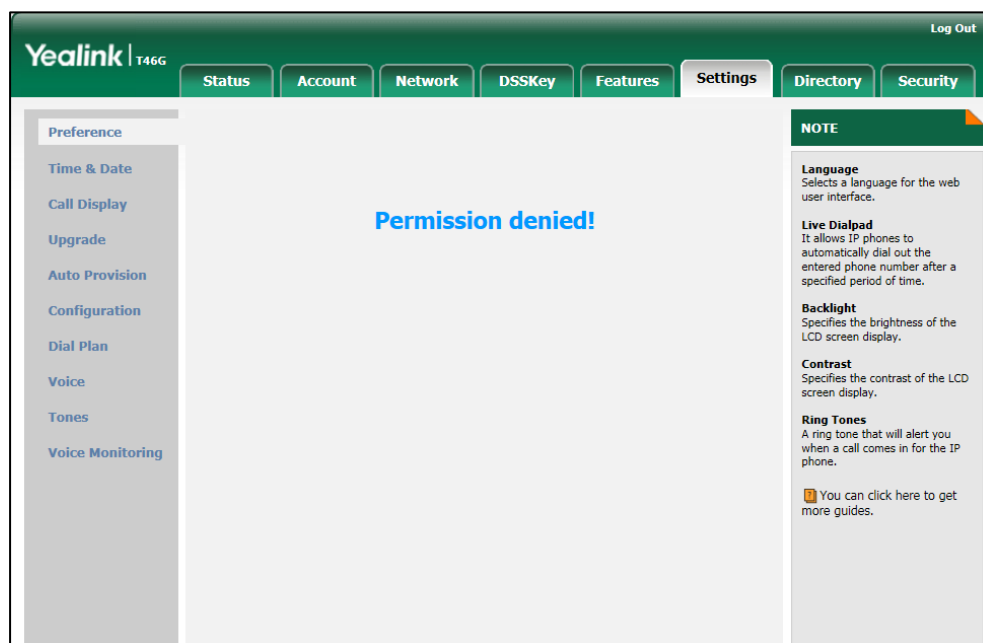 Log Out
Yealink | T46G
Status Account Network DSSKey Features Settings Directory Security
Preference
Time & Date
Call Display
Upgrade
Auto Provision
Configuration
Dial Plan
Voice
Tones
Voice Monitoring
Permission denied!
NOTE
Language
Selects a language for the web
user interface.
Live Dialpad
It allows IP phones to
automatically dial out the
entered phone number after a
specified period of time.
Backlight
Specifies the brightness of the
LCD screen display.
Contrast
Specifies the contrast of the LCD
screen display.
Ring Tones
A ring tone that will alert you
when a call comes in for the IP
phone.
You can click here to get
more guides.